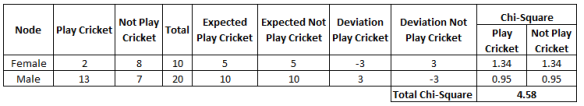 Node Play Cricket Not Play Cricket Total Expected Play Cricket Expected Not Play Cricket Deviation Play Cricket Deviation Not Play Cricket Chi-Square
Play Cricket Not Play Cricket
Female 2 8 10 5 5 -3 3 1.34 1.34
Male 13 7 20 10 10 3 -3 0.95 0.95
Total Chi-Square 4.58